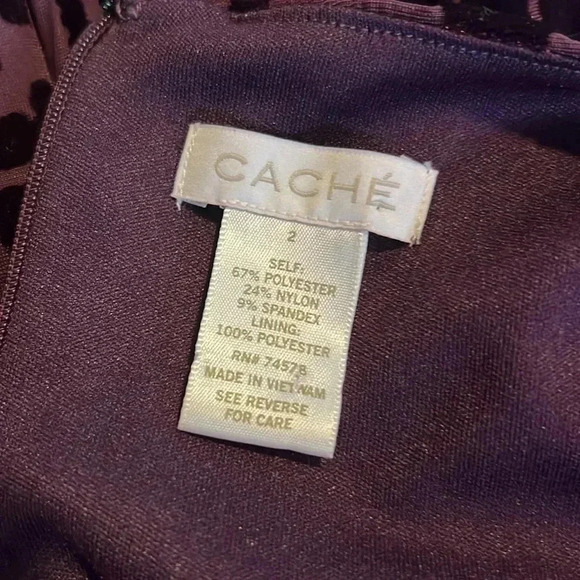 CACHÉ
2
SELF:
67% POLYESTER
24% NYLON
9% SPANDEX
LINING:
100% POLYESTER
RN# 74578
MADE IN VIETNAM
SEE REVERSE
FOR CARE